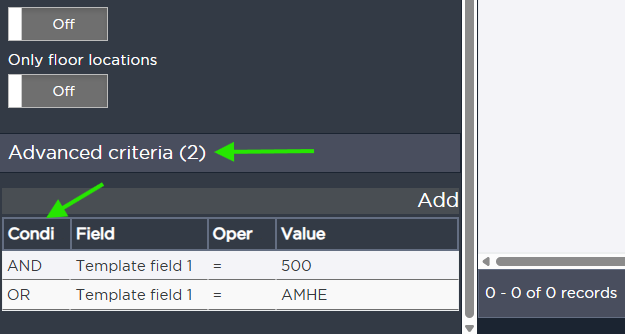 Off
Only floor locations
Off
Advanced criteria (2)
Add
Condi Field Oper Value
AND Template field 1 = 500
OR Template field 1 = AMHE
0 - 0 of 0 records